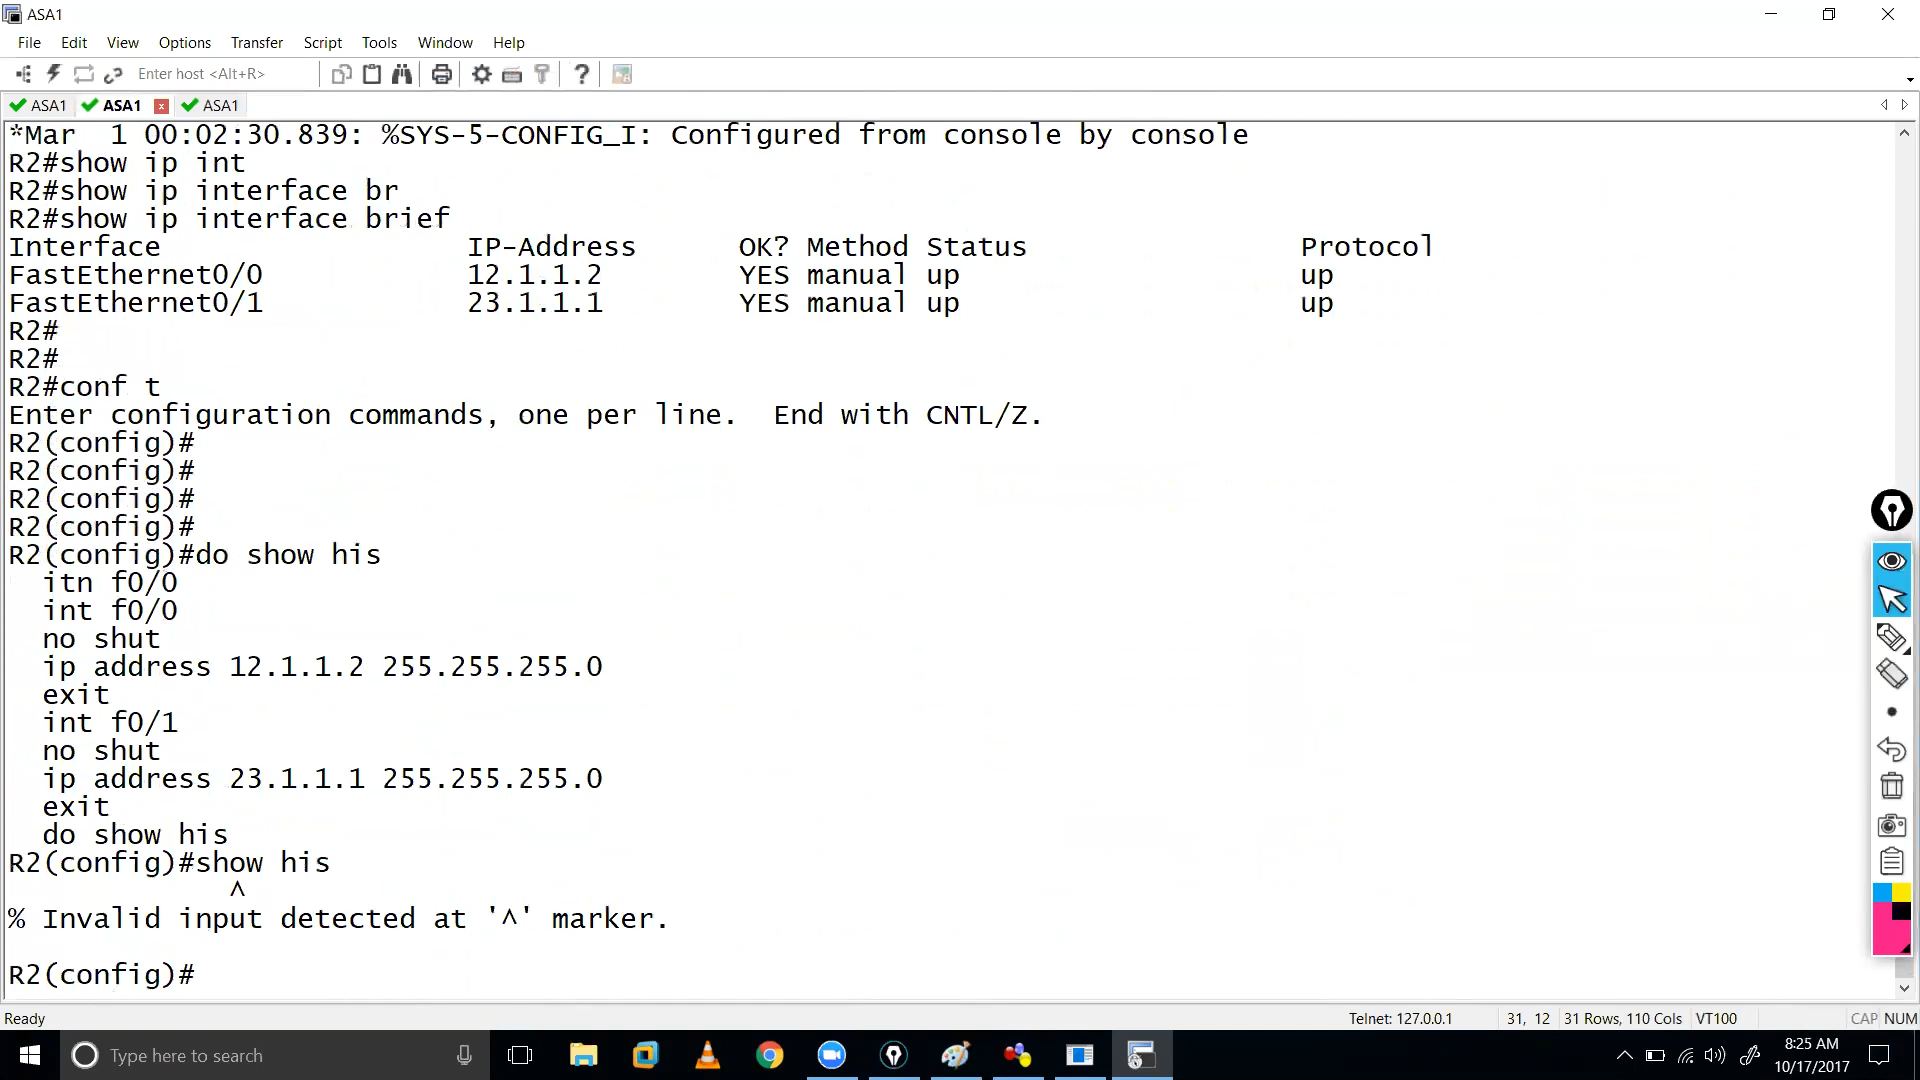 ASA1
File Edit View Options Transfer Script Tools Window Help
Enter host <Alt+R>
ASA1 ASA1 ASA1
*Mar  1 00:02:30.839: %SYS-5-CONFIG_I: Configured from console by console
R2#show ip int
R2#show ip interface br
R2#show ip interface brief
Interface                  IP-Address      OK? Method Status                Protocol
FastEthernet0/0            12.1.1.2        YES manual up                    up
FastEthernet0/1            23.1.1.1        YES manual up                    up
R2#
R2#
R2#conf t
Enter configuration commands, one per line.  End with CNTL/Z.
R2(config)#
R2(config)#
R2(config)#
R2(config)#
R2(config)#do show his
  itn f0/0
  int f0/0
  no shut
  ip address 12.1.1.2 255.255.255.0
  exit
  int f0/1
  no shut
  ip address 23.1.1.1 255.255.255.0
  exit
  do show his
R2(config)#show his
             ^
% Invalid input detected at '^' marker.
R2(config)#
Ready Telnet: 127.0.0.1 31, 12 31 Rows, 110 Cols VT100 CAP NUM
Type here to search
8:25 AM
10/17/2017